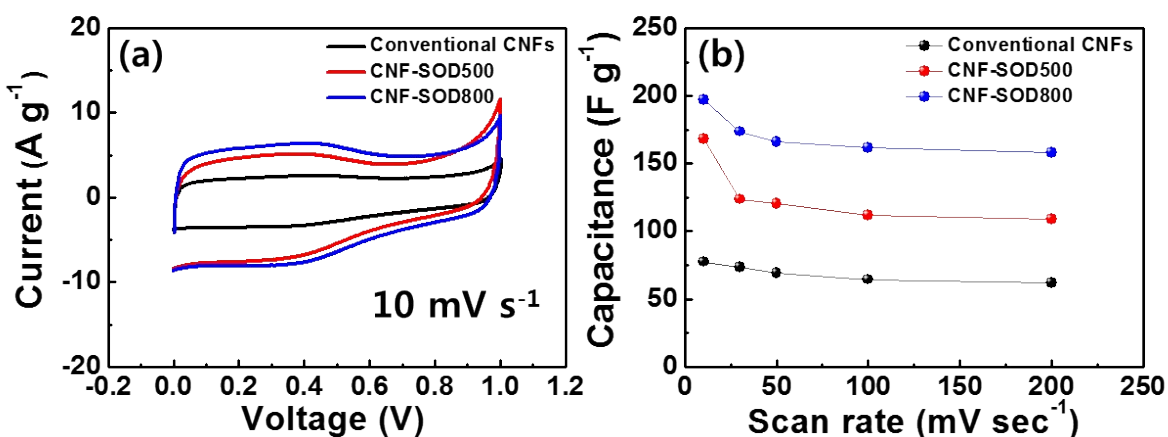 (a)
Conventional CNFs
CNF-SOD500
CNF-SOD800
10 mV s⁻¹
Current (A g⁻¹)
20
10
0
-10
-20
-0.2 0.0 0.2 0.4 0.6 0.8 1.0 1.2
Voltage (V)
(b)
Conventional CNFs
CNF-SOD500
CNF-SOD800
Capacitance (F g⁻¹)
250
200
150
100
50
0
0 50 100 150 200 250
Scan rate (mV sec⁻¹)